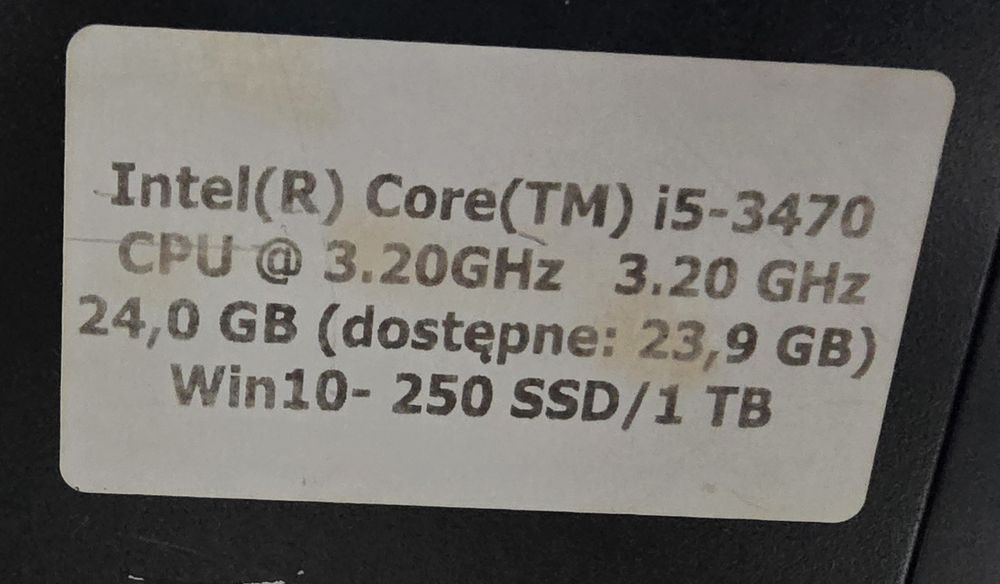 Intel(R) Core(TM) i5-3470
CPU @ 3.20GHz 3.20 GHz
24,0 GB (dostępne: 23,9 GB)
Win10- 250 SSD/1 TB